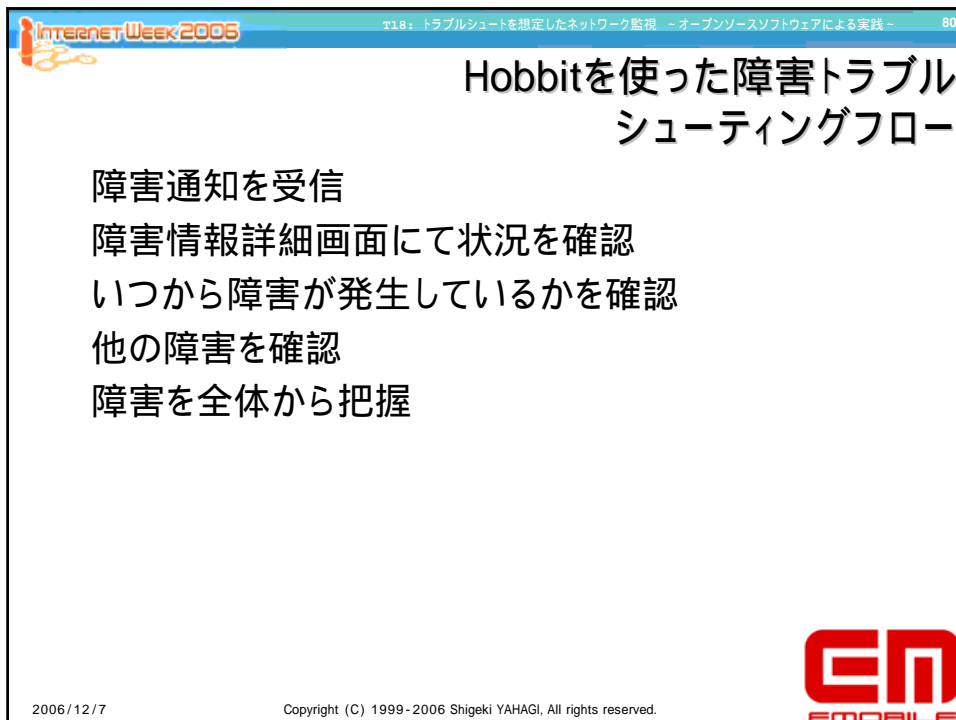 InternetWeek2006
T18: トラブルシュートを想定したネットワーク監視 ~オープンソースソフトウェアによる実践~ 80
Hobbitを使った障害トラブル
シューティングフロー
障害通知を受信
障害情報詳細画面にて状況を確認
いつから障害が発生しているかを確認
他の障害を確認
障害を全体から把握
EM
EMOBILE
2006/12/7 Copyright (C) 1999-2006 Shigeki YAHAGI, All rights reserved.